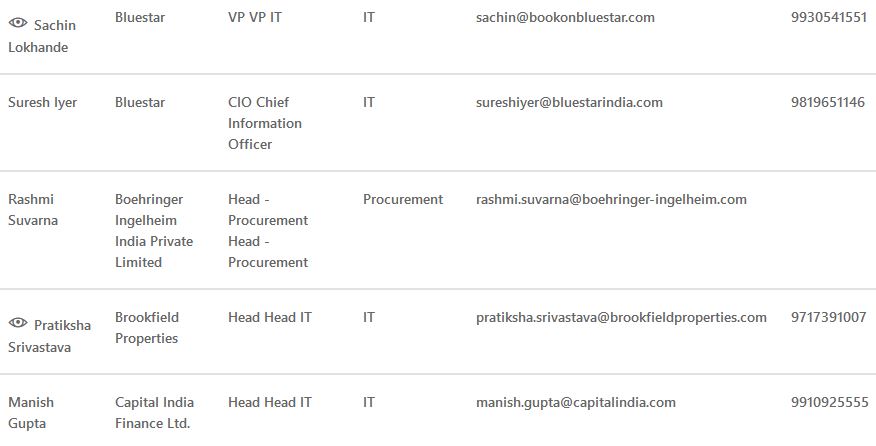 Sachin Lokhande Bluestar VP VP IT IT sachin@bookonbluestar.com 9930541551
Suresh Iyer Bluestar CIO Chief Information Officer IT sureshiyer@bluestarindia.com 9819651146
Rashmi Suvarna Boehringer Ingelheim India Private Limited Head - Procurement Head - Procurement Procurement rashmi.suvarna@boehringer-ingelheim.com
Pratiksha Srivastava Brookfield Properties Head Head IT IT pratiksha.srivastava@brookfieldproperties.com 9717391007
Manish Gupta Capital India Finance Ltd. Head Head IT IT manish.gupta@capitalindia.com 9910925555